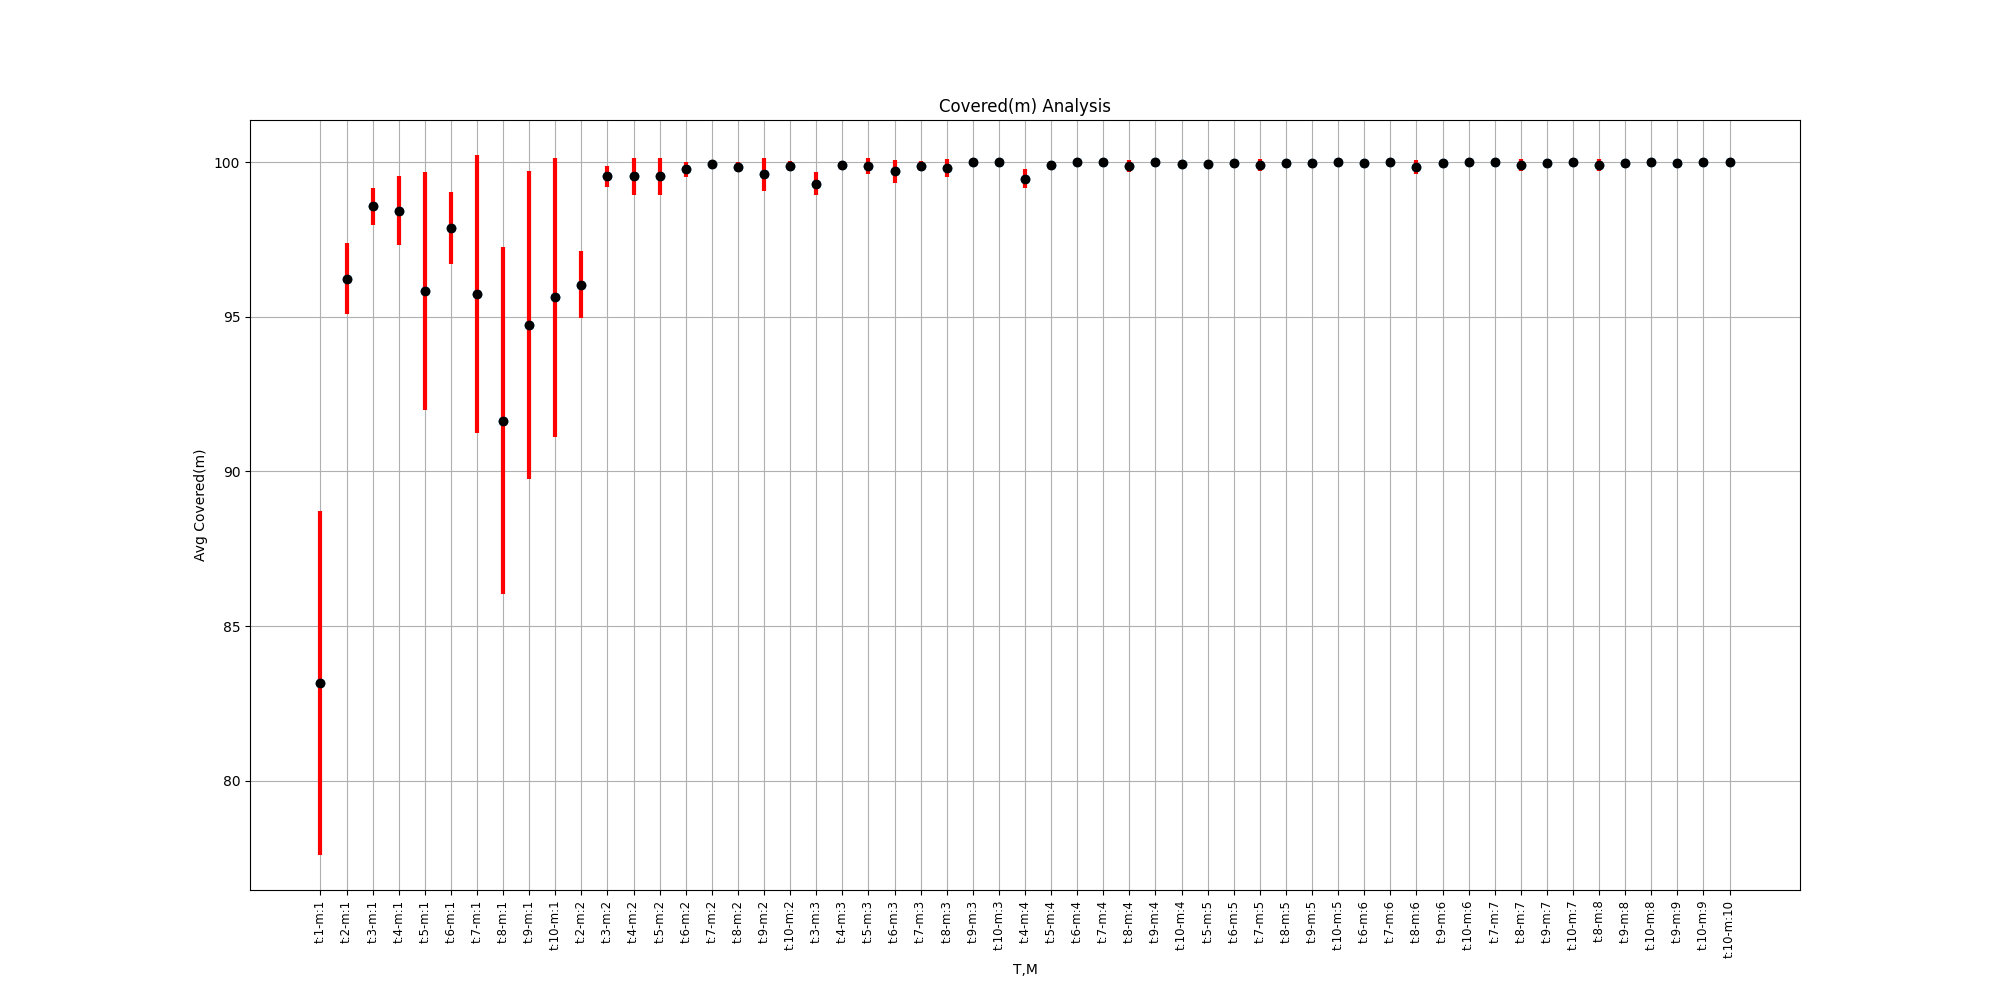 Covered(m) Analysis
100
95
90
85
80
Avg Covered(m)
t:1-m:1
t:2-m:1
t:3-m:1
t:4-m:1
t:5-m:1
t:6-m:1
t:7-m:1
t:8-m:1
t:9-m:1
t:10-m:1
t:2-m:2
t:3-m:2
t:4-m:2
t:5-m:2
t:6-m:2
t:7-m:2
t:8-m:2
t:9-m:2
t:10-m:2
t:3-m:3
t:4-m:3
t:5-m:3
t:6-m:3
t:7-m:3
t:8-m:3
t:9-m:3
t:10-m:3
t:4-m:4
t:5-m:4
t:6-m:4
t:7-m:4
t:8-m:4
t:9-m:4
t:10-m:4
t:5-m:5
t:6-m:5
t:7-m:5
t:8-m:5
t:9-m:5
t:10-m:5
t:6-m:6
t:7-m:6
t:8-m:6
t:9-m:6
t:10-m:6
t:7-m:7
t:8-m:7
t:9-m:7
t:10-m:7
t:8-m:8
t:9-m:8
t:10-m:8
t:9-m:9
t:10-m:9
t:10-m:10
T,M